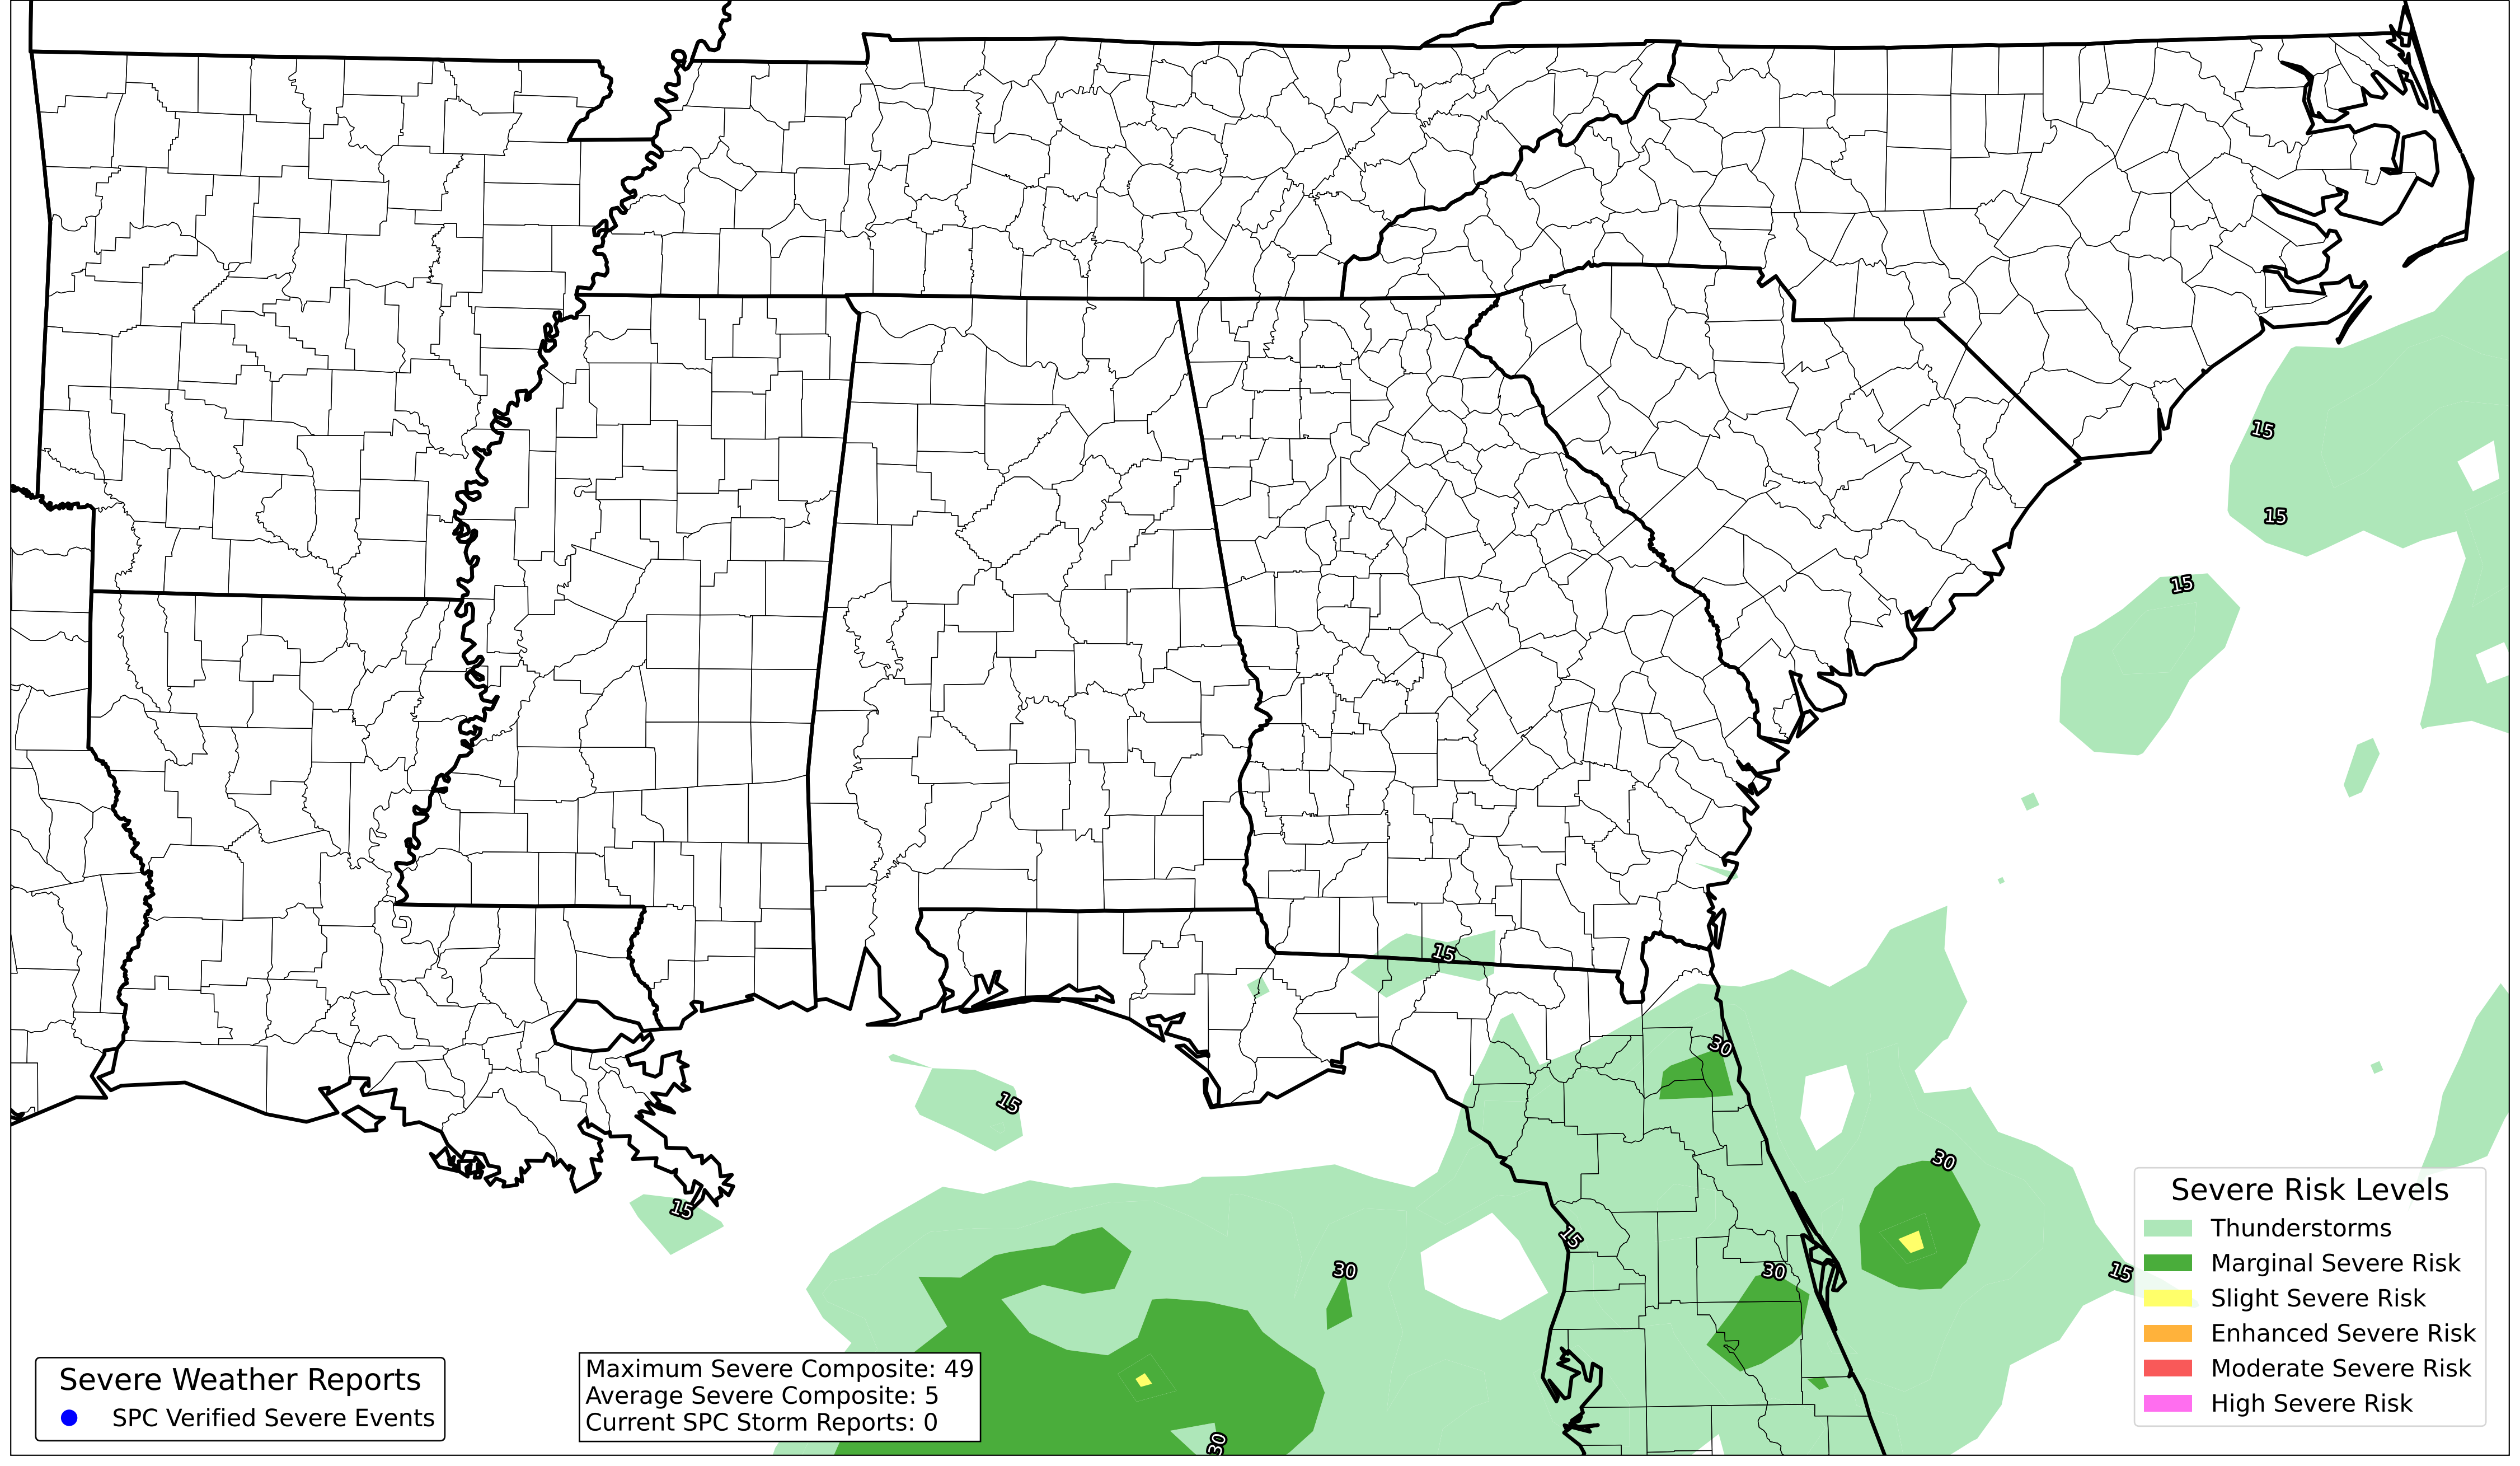 15
15
15
15
30
15
30
15
15
30
30
15
30
Severe Risk Levels
Thunderstorms
Marginal Severe Risk
Slight Severe Risk
Enhanced Severe Risk
Moderate Severe Risk
High Severe Risk
Severe Weather Reports
SPC Verified Severe Events
Maximum Severe Composite: 49
Average Severe Composite: 5
Current SPC Storm Reports: 0